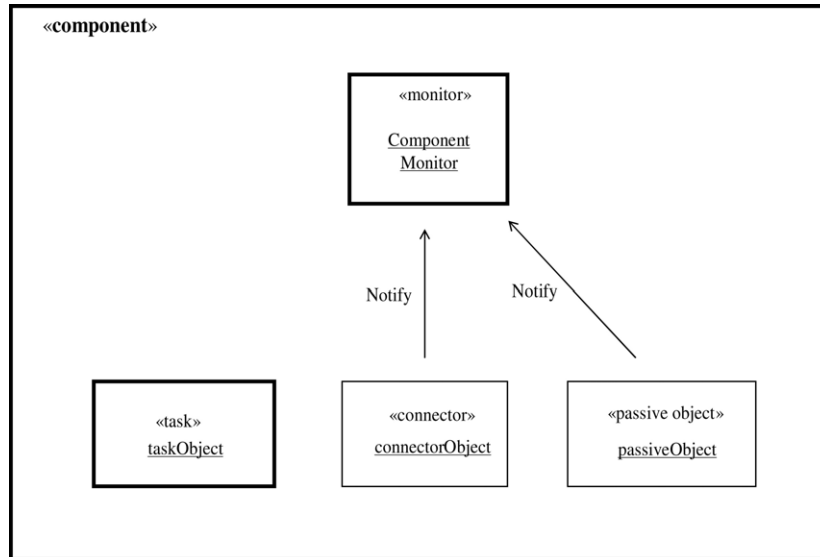 «component»
«monitor»
Component
Monitor
Notify
Notify
«task»
taskObject
«connector»
connectorObject
«passive object»
passiveObject